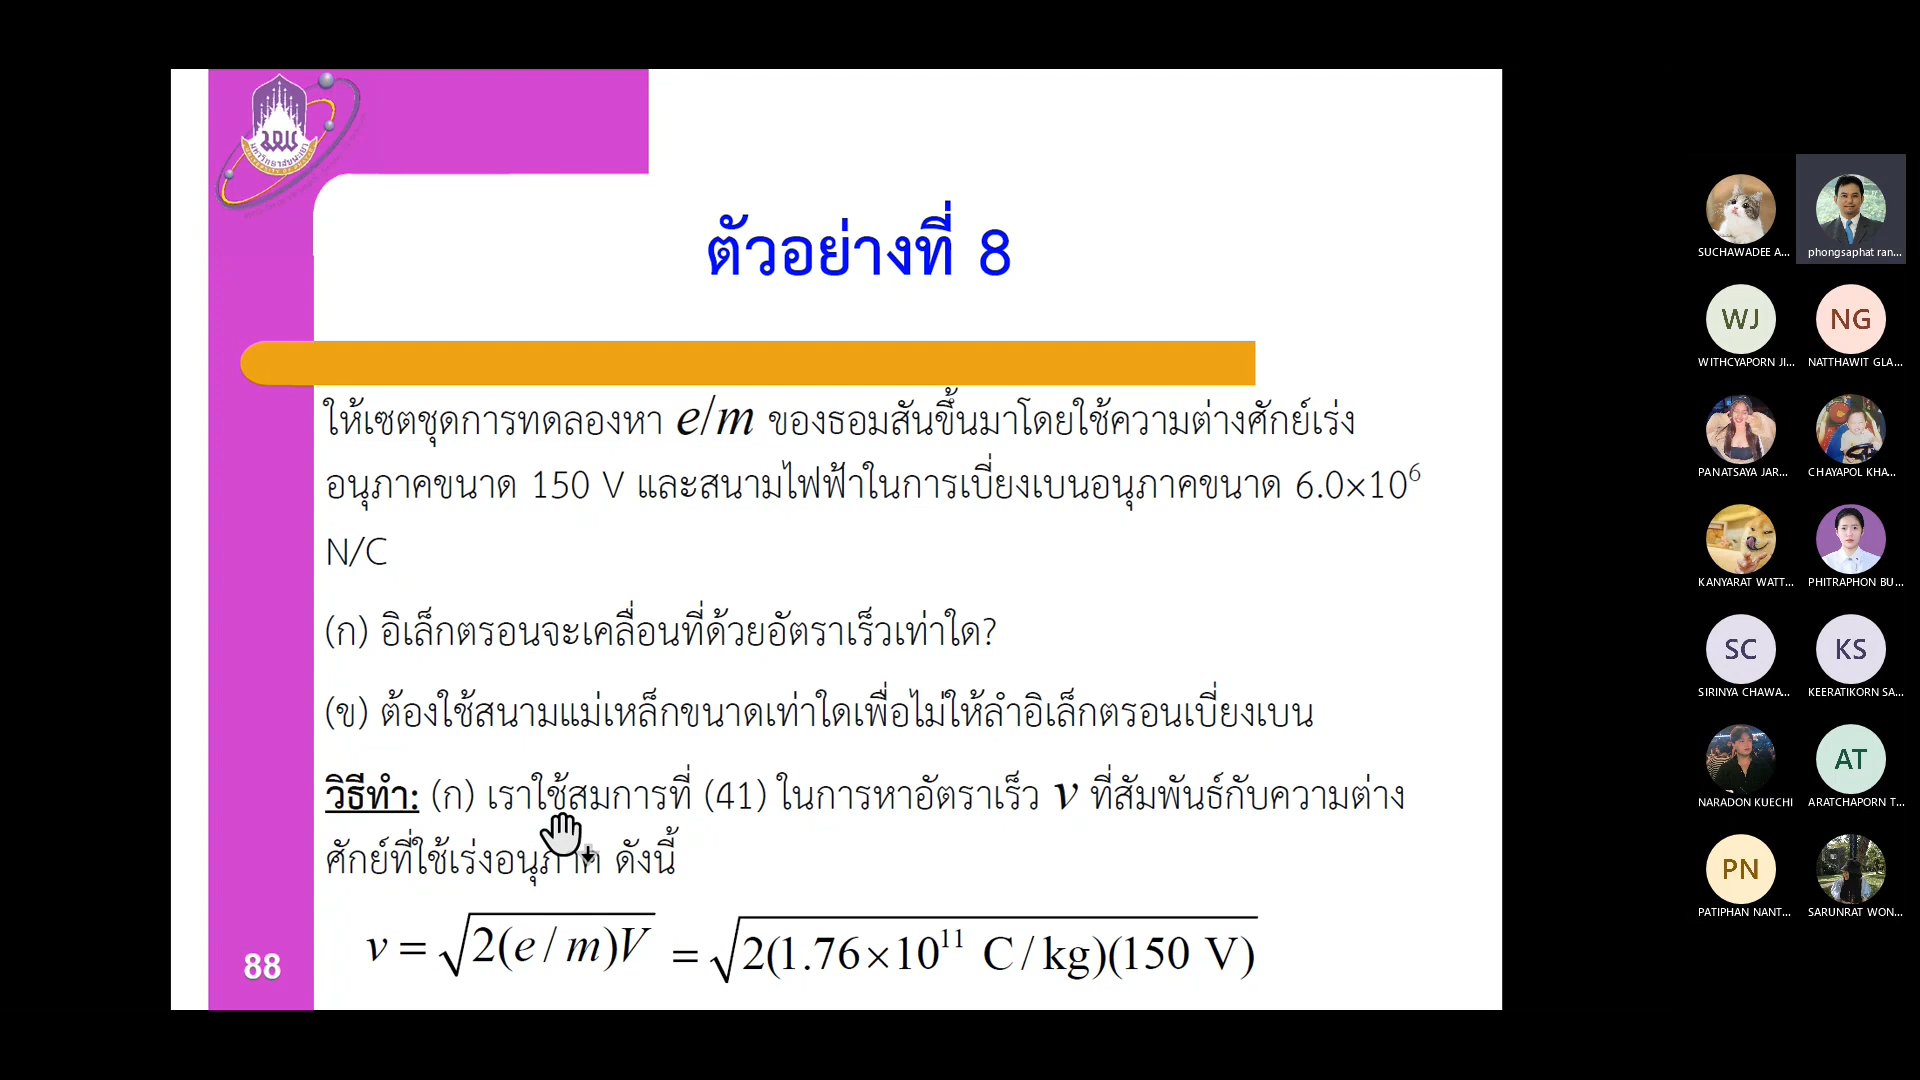 ตัวอย่างที่ 8
ให้เซตชุดการทดลองหา e/m ของธอมสันขึ้นมาโดยใช้ความต่างศักย์เร่ง
อนุภาคขนาด 150 V และสนามไฟฟ้าในการเบี่ยงเบนอนุภาคขนาด 6.0×10⁶
N/C
(ก) อิเล็กตรอนจะเคลื่อนที่ด้วยอัตราเร็วเท่าใด?
(ข) ต้องใช้สนามแม่เหล็กขนาดเท่าใดเพื่อไม่ให้ลำอิเล็กตรอนเบี่ยงเบน
วิธีทำ: (ก) เราใช้สมการที่ (41) ในการหาอัตราเร็ว v ที่สัมพันธ์กับความต่าง
ศักย์ที่ใช้เร่งอนุภาค ดังนี้
v = √2(e/m)V = √2(1.76×10¹¹ C/kg)(150 V)
88
SUCHAWADEE A...
phongsaphat ran...
WJ
NG
WITHCYAPORN JI...
NATTHAWIT GLA...
PANATSAYA JAR...
CHAYAPOL KHA...
KANYARAT WATT...
PHITRAPHON BU...
SC
KS
SIRINYA CHAWA...
KEERATIKORN SA...
AT
NARADON KUECHI
ARATCHAPORN T...
PN
PATIPHAN NANT...
SARUNRAT WON...